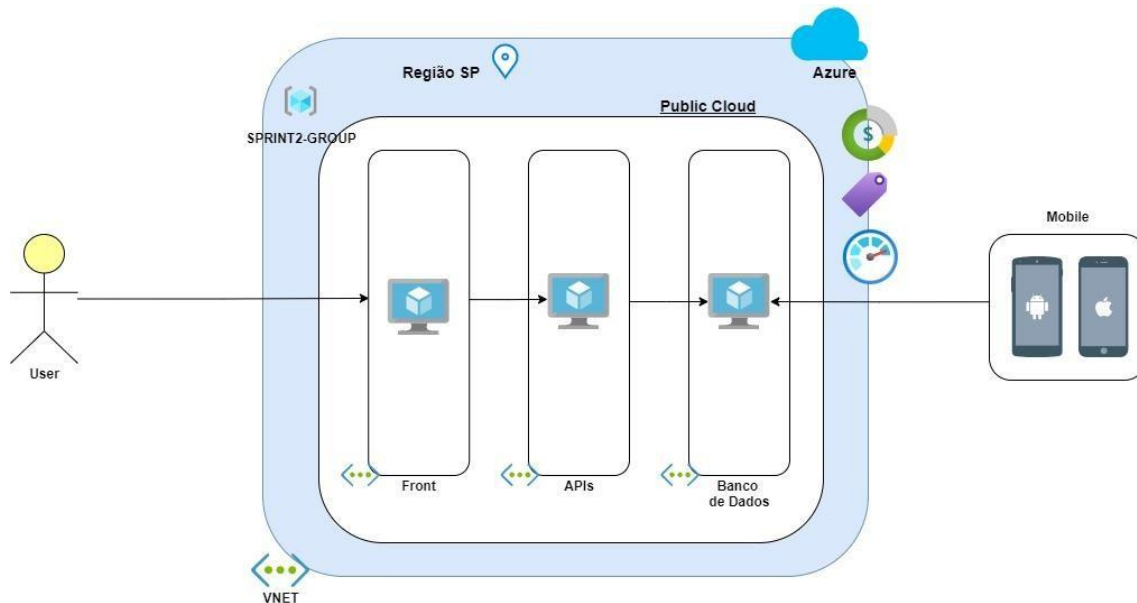 Região SP
Azure
Public Cloud
SPRINT2-GROUP
$
Mobile
User
Front
APIs
Banco
de Dados
VNET